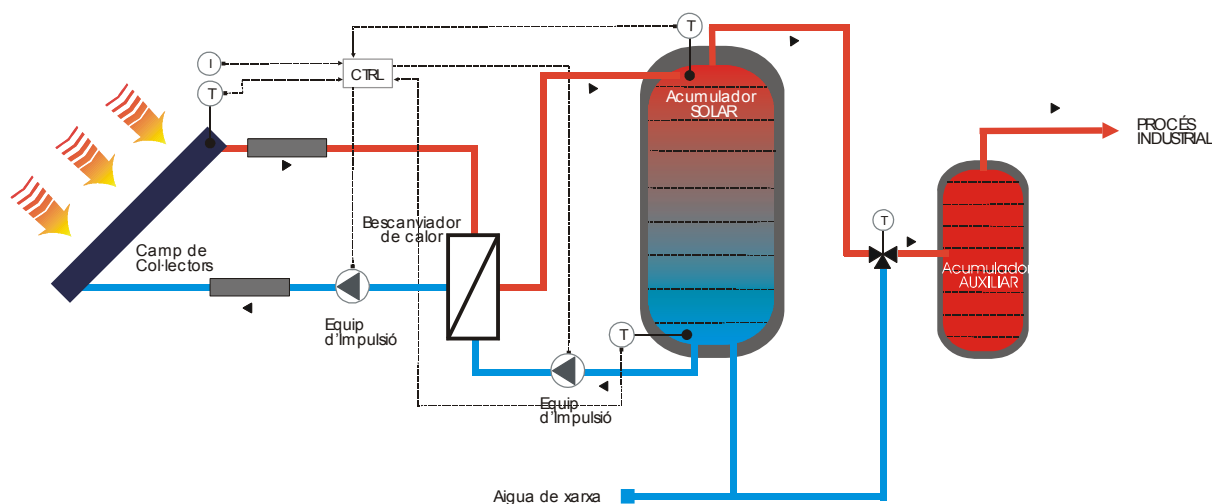 T
I
CTRL
T
Acumulador
SOLAR
PROCÉS
INDUSTRIAL
Bescanviador
de calor
T
Camp de
Col·lectors
Acumulador
AUXILIAR
Equip
d'Impulsió
T
Equip
d'Impulsió
Aigua de xarxa